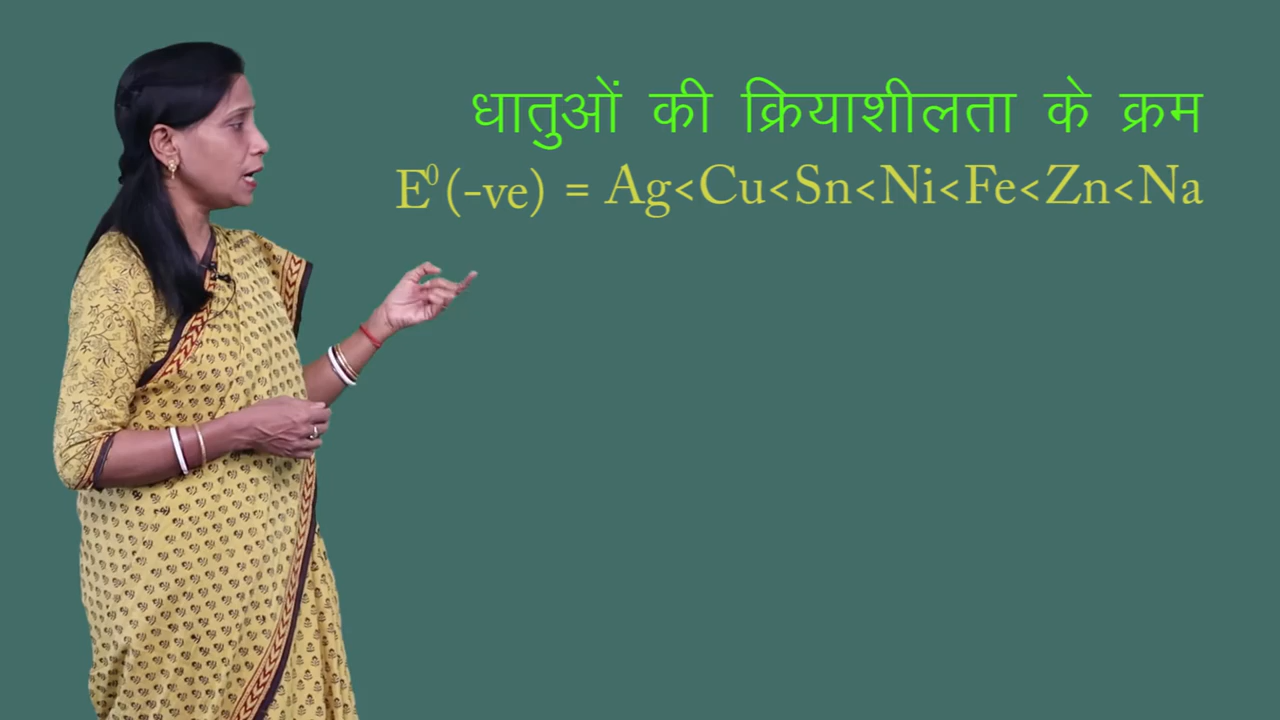 धातुओं की क्रियाशीलता के क्रम
E⁰(-ve) = Ag<Cu<Sn<Ni<Fe<Zn<Na